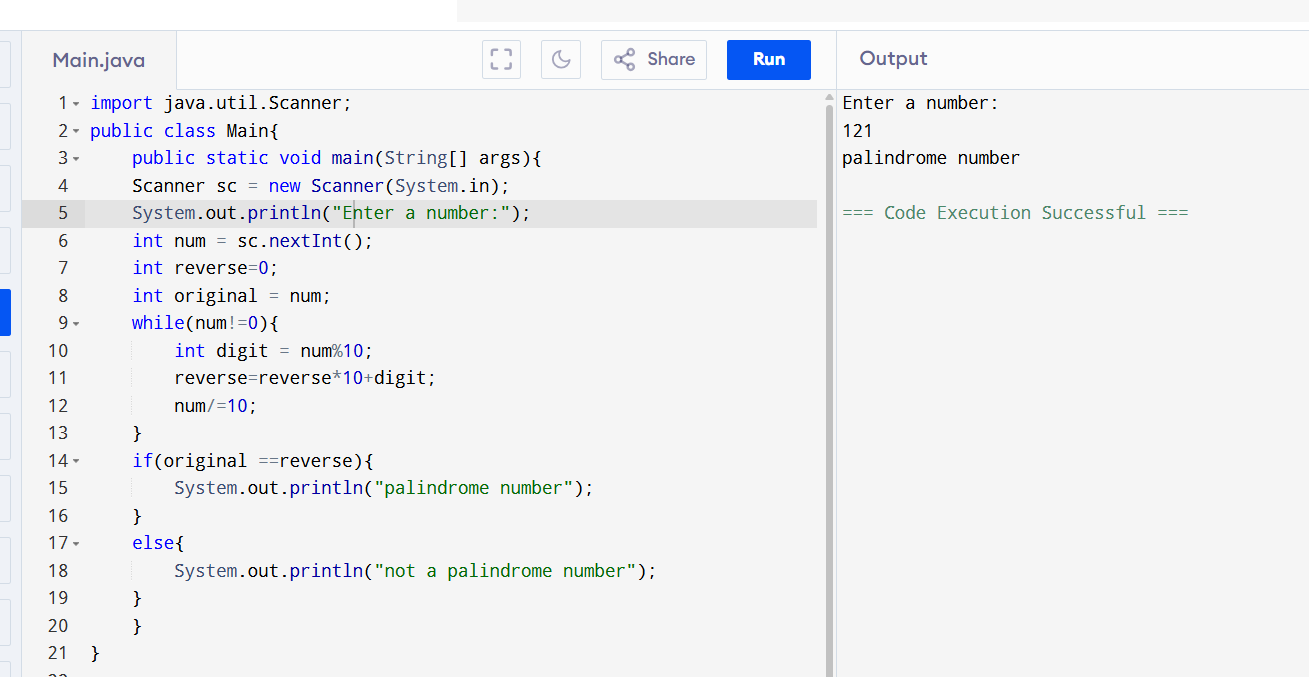 Main.java
Share
Run
Output
1 import java.util.Scanner;
2 public class Main{
3     public static void main(String[] args){
4     Scanner sc = new Scanner(System.in);
5     System.out.println("Enter a number:");
6     int num = sc.nextInt();
7     int reverse=0;
8     int original = num;
9     while(num!=0){
10         int digit = num%10;
11         reverse=reverse*10+digit;
12         num/=10;
13     }
14     if(original ==reverse){
15         System.out.println("palindrome number");
16     }
17     else{
18         System.out.println("not a palindrome number");
19     }
20     }
21 }
Enter a number:
121
palindrome number
=== Code Execution Successful ===